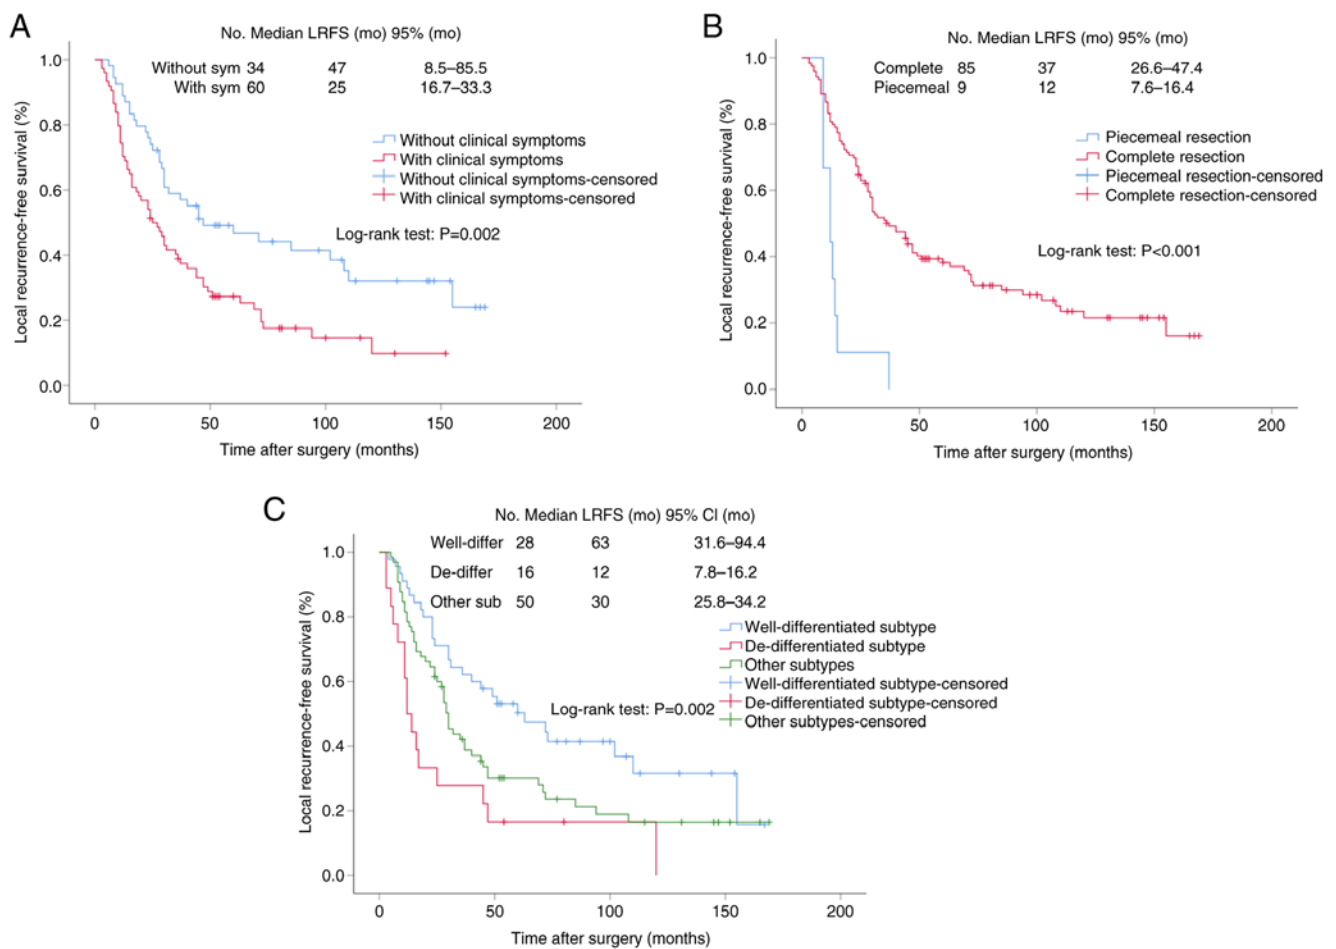 A
No. Median LRFS (mo) 95% (mo)
Without sym 34 47 8.5–85.5
With sym 60 25 16.7–33.3
Without clinical symptoms
With clinical symptoms
Without clinical symptoms-censored
With clinical symptoms-censored
Log-rank test: P=0.002
Local recurrence-free survival (%)
1.0
0.8
0.6
0.4
0.2
0.0
0 50 100 150 200
Time after surgery (months)
B
No. Median LRFS (mo) 95% (mo)
Complete 85 37 26.6–47.4
Piecemeal 9 12 7.6–16.4
Piecemeal resection
Complete resection
Piecemeal resection-censored
Complete resection-censored
Log-rank test: P<0.001
Local recurrence-free survival (%)
1.0
0.8
0.6
0.4
0.2
0.0
0 50 100 150 200
Time after surgery (months)
C
No. Median LRFS (mo) 95% CI (mo)
Well-differ 28 63 31.6–94.4
De-differ 16 12 7.8–16.2
Other sub 50 30 25.8–34.2
Well-differentiated subtype
De-differentiated subtype
Other subtypes
Well-differentiated subtype-censored
De-differentiated subtype-censored
Other subtypes-censored
Log-rank test: P=0.002
Local recurrence-free survival (%)
1.0
0.8
0.6
0.4
0.2
0.0
0 50 100 150 200
Time after surgery (months)